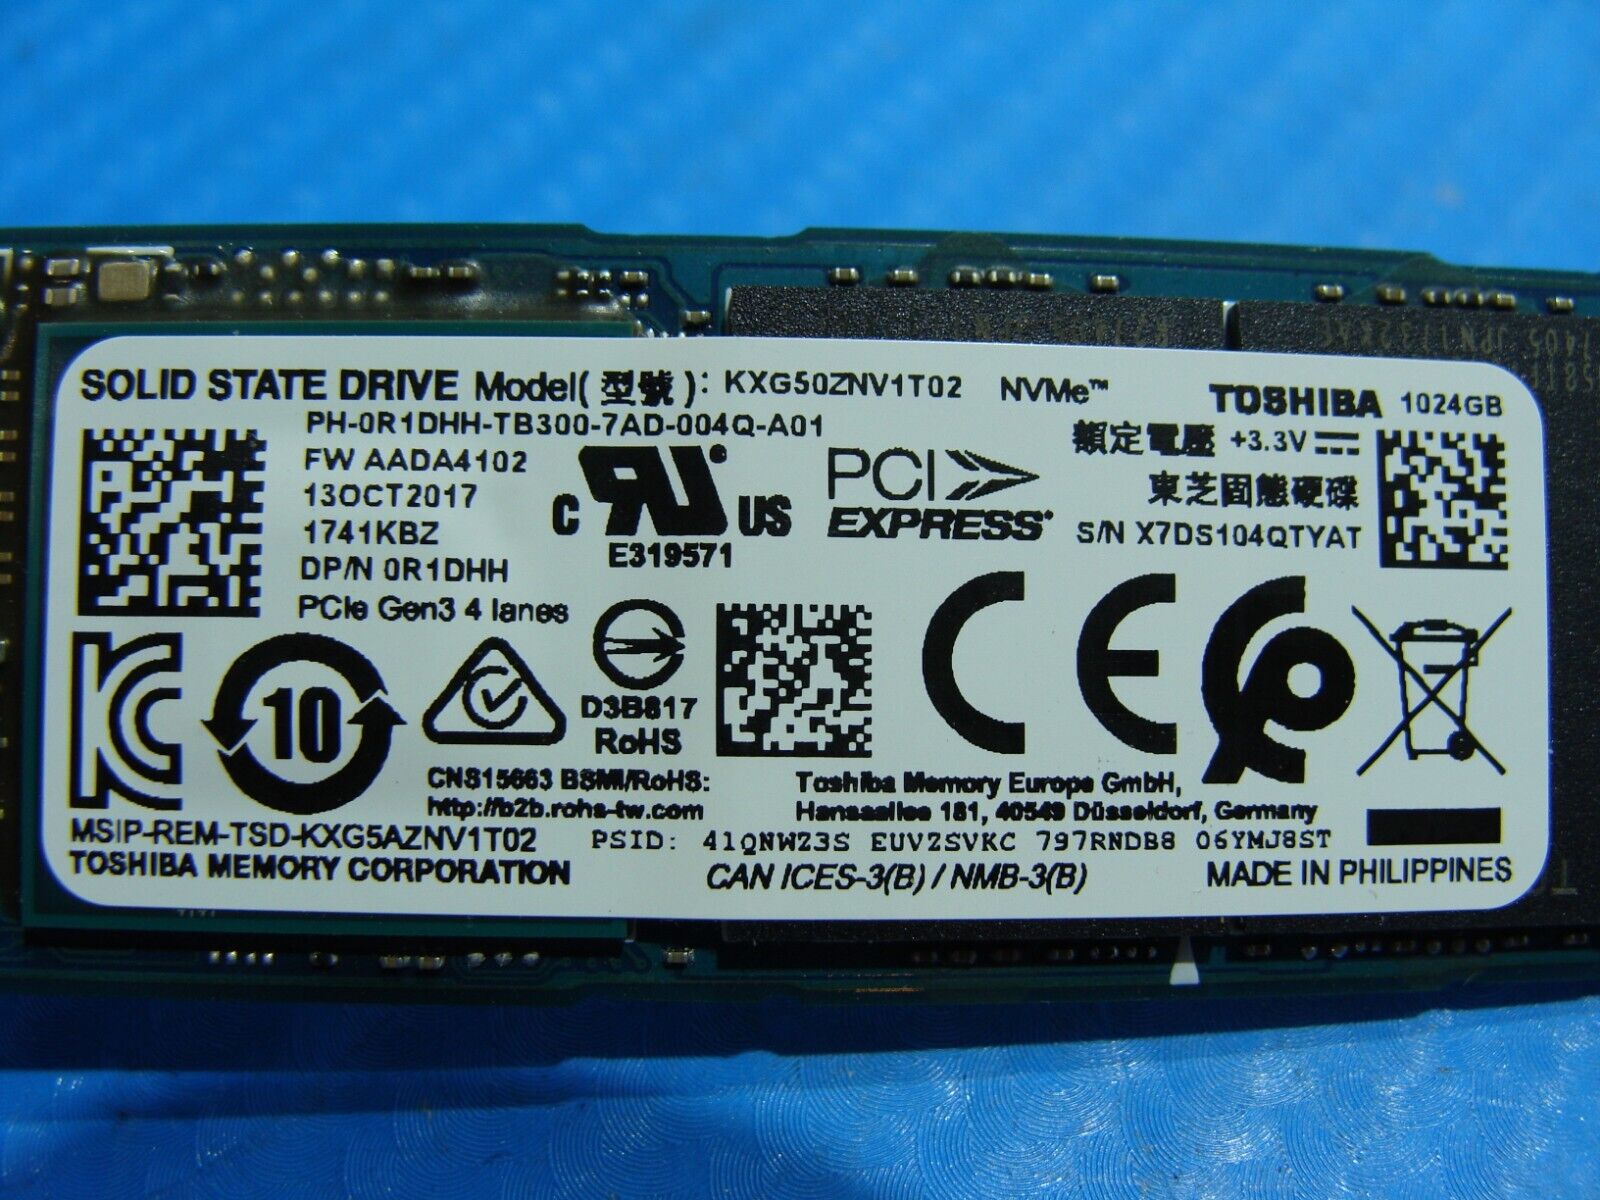 SOLID STATE DRIVE Model(型號): KXG50ZNV1T02 NVMe™ TOSHIBA 1024GB
PH-0R1DHH-TB300-7AD-004Q-A01
額定電壓 +3.3V
FW AADA4102
13OCT2017
東芝固態硬碟
1741KBZ
S/N X7DS104QTYAT
DP/N 0R1DHH
PCIe Gen3 4 lanes
C RU US
E319571
PCI
EXPRESS
KC
10
D3B817
RoHS
CE
CNS15663 BSMI/RoHS:
http://b2b.rohs-tw.com
Toshiba Memory Europe GmbH,
Hansaallee 181, 40549 Düsseldorf, Germany
MSIP-REM-TSD-KXG5AZNV1T02
PSID: 41QNWZ3S EUVZSVKC 797RNDB8 06YMJ8ST
TOSHIBA MEMORY CORPORATION
CAN ICES-3(B) / NMB-3(B)
MADE IN PHILIPPINES